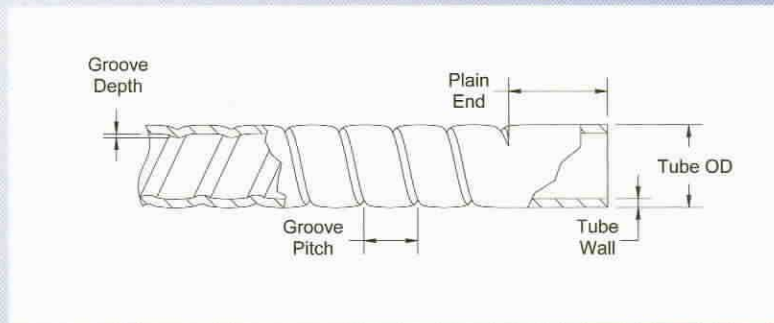 Groove
Depth
Plain
End
Tube OD
Groove
Pitch
Tube
Wall